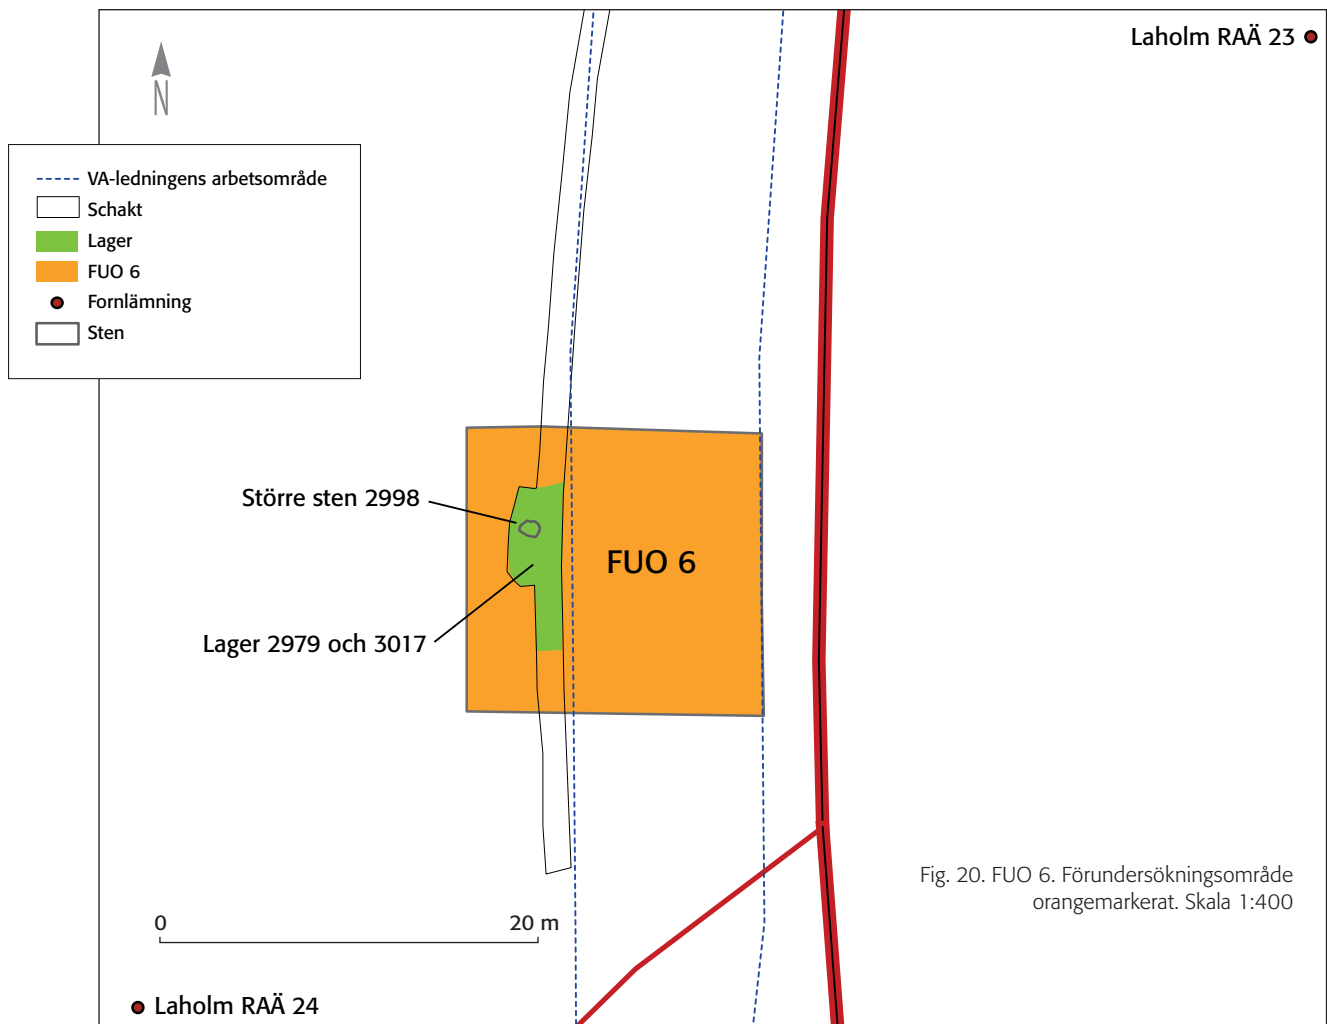 Laholm RAÄ 23
N
VA-ledningens arbetsområde
Schakt
Lager
FUO 6
Fornlämning
Sten
Större sten 2998
FUO 6
Lager 2979 och 3017
Fig. 20. FUO 6. Förundersökningsområde
orangemarkerat. Skala 1:400
0 20 m
Laholm RAÄ 24